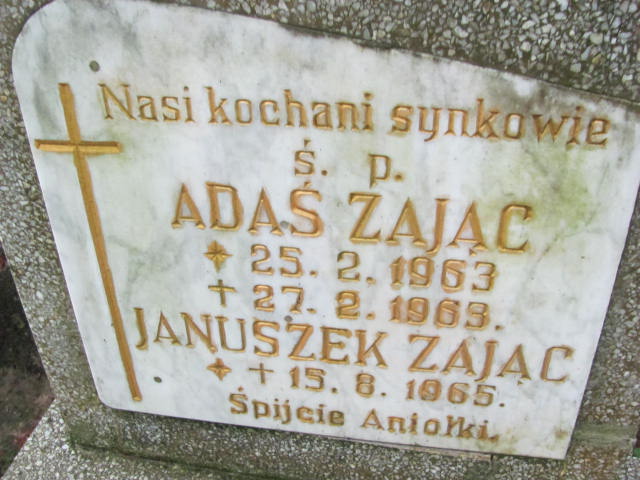 Nasi kochani synkowie
ś. p.
ADAŚ ZAJĄC
✦ 25. 2. 1963
+ 27. 2. 1963.
JANUSZEK ZAJĄC
✦ + 15. 8. 1965.
Śpijcie Aniołki.